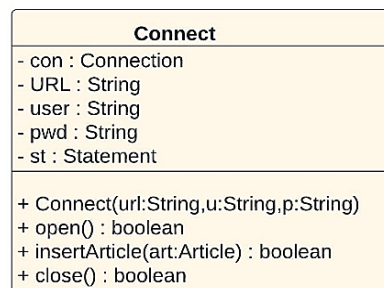 Connect
- con : Connection
- URL : String
- user : String
- pwd : String
- st : Statement
+ Connect(url:String,u:String,p:String)
+ open() : boolean
+ insertArticle(art:Article) : boolean
+ close() : boolean